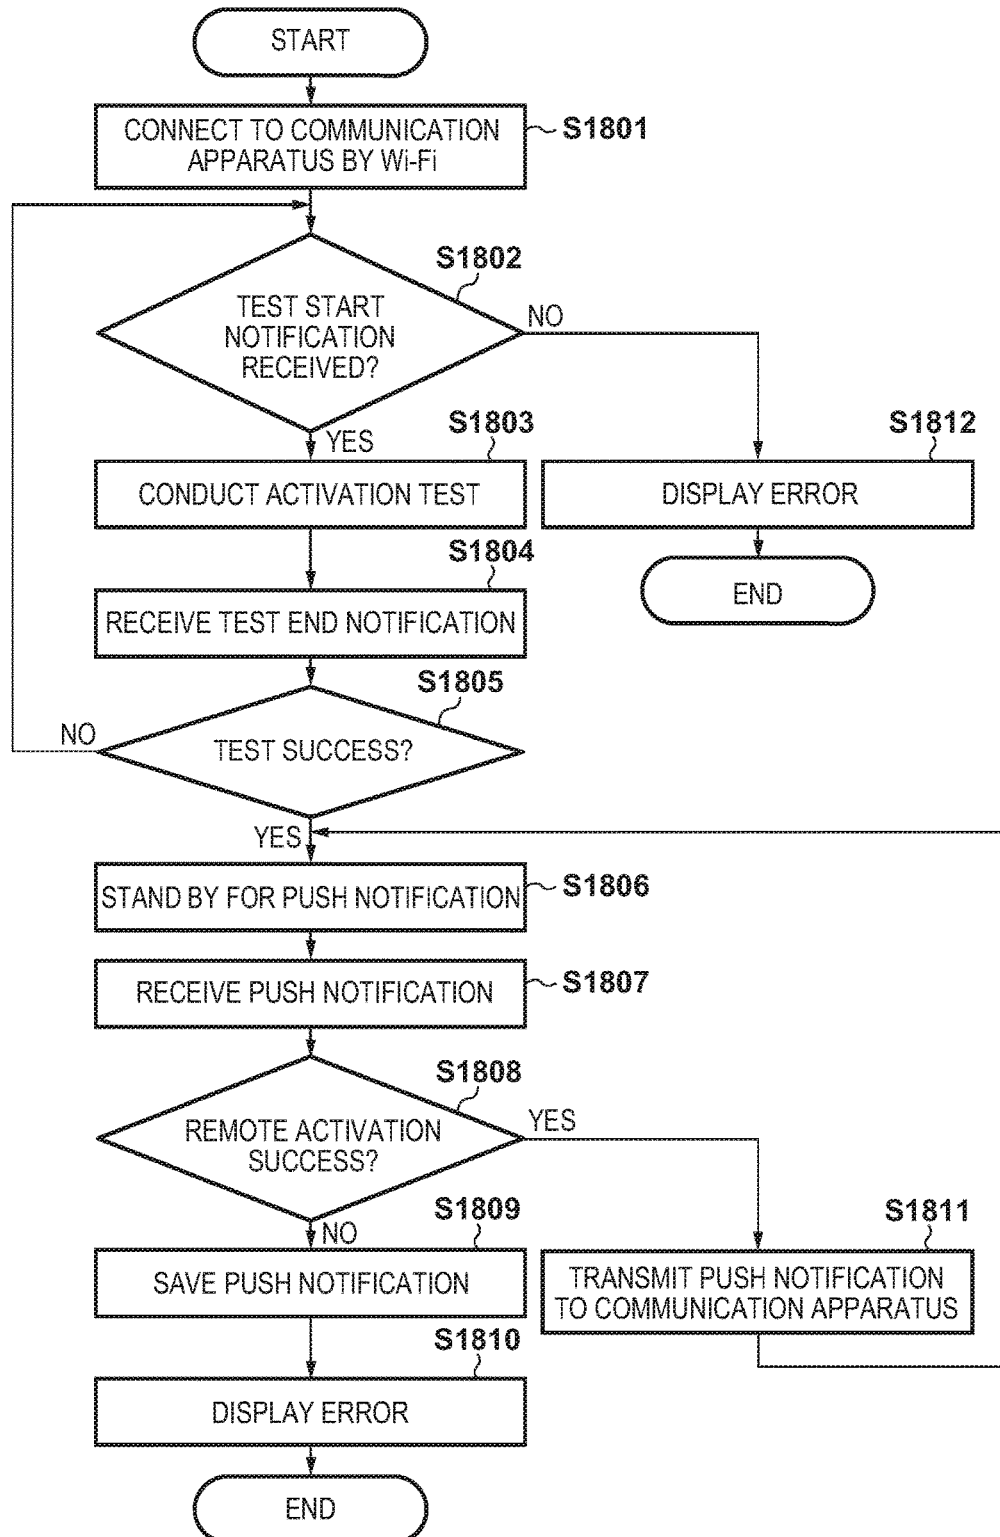 START
CONNECT TO COMMUNICATION
APPARATUS BY Wi-Fi
S1801
S1802
TEST START
NOTIFICATION
RECEIVED?
NO
YES
S1803
CONDUCT ACTIVATION TEST
S1812
DISPLAY ERROR
END
S1804
RECEIVE TEST END NOTIFICATION
S1805
TEST SUCCESS?
NO
YES
STAND BY FOR PUSH NOTIFICATION
S1806
RECEIVE PUSH NOTIFICATION
S1807
S1808
REMOTE ACTIVATION
SUCCESS?
YES
NO
S1809
SAVE PUSH NOTIFICATION
S1811
TRANSMIT PUSH NOTIFICATION
TO COMMUNICATION APPARATUS
S1810
DISPLAY ERROR
END